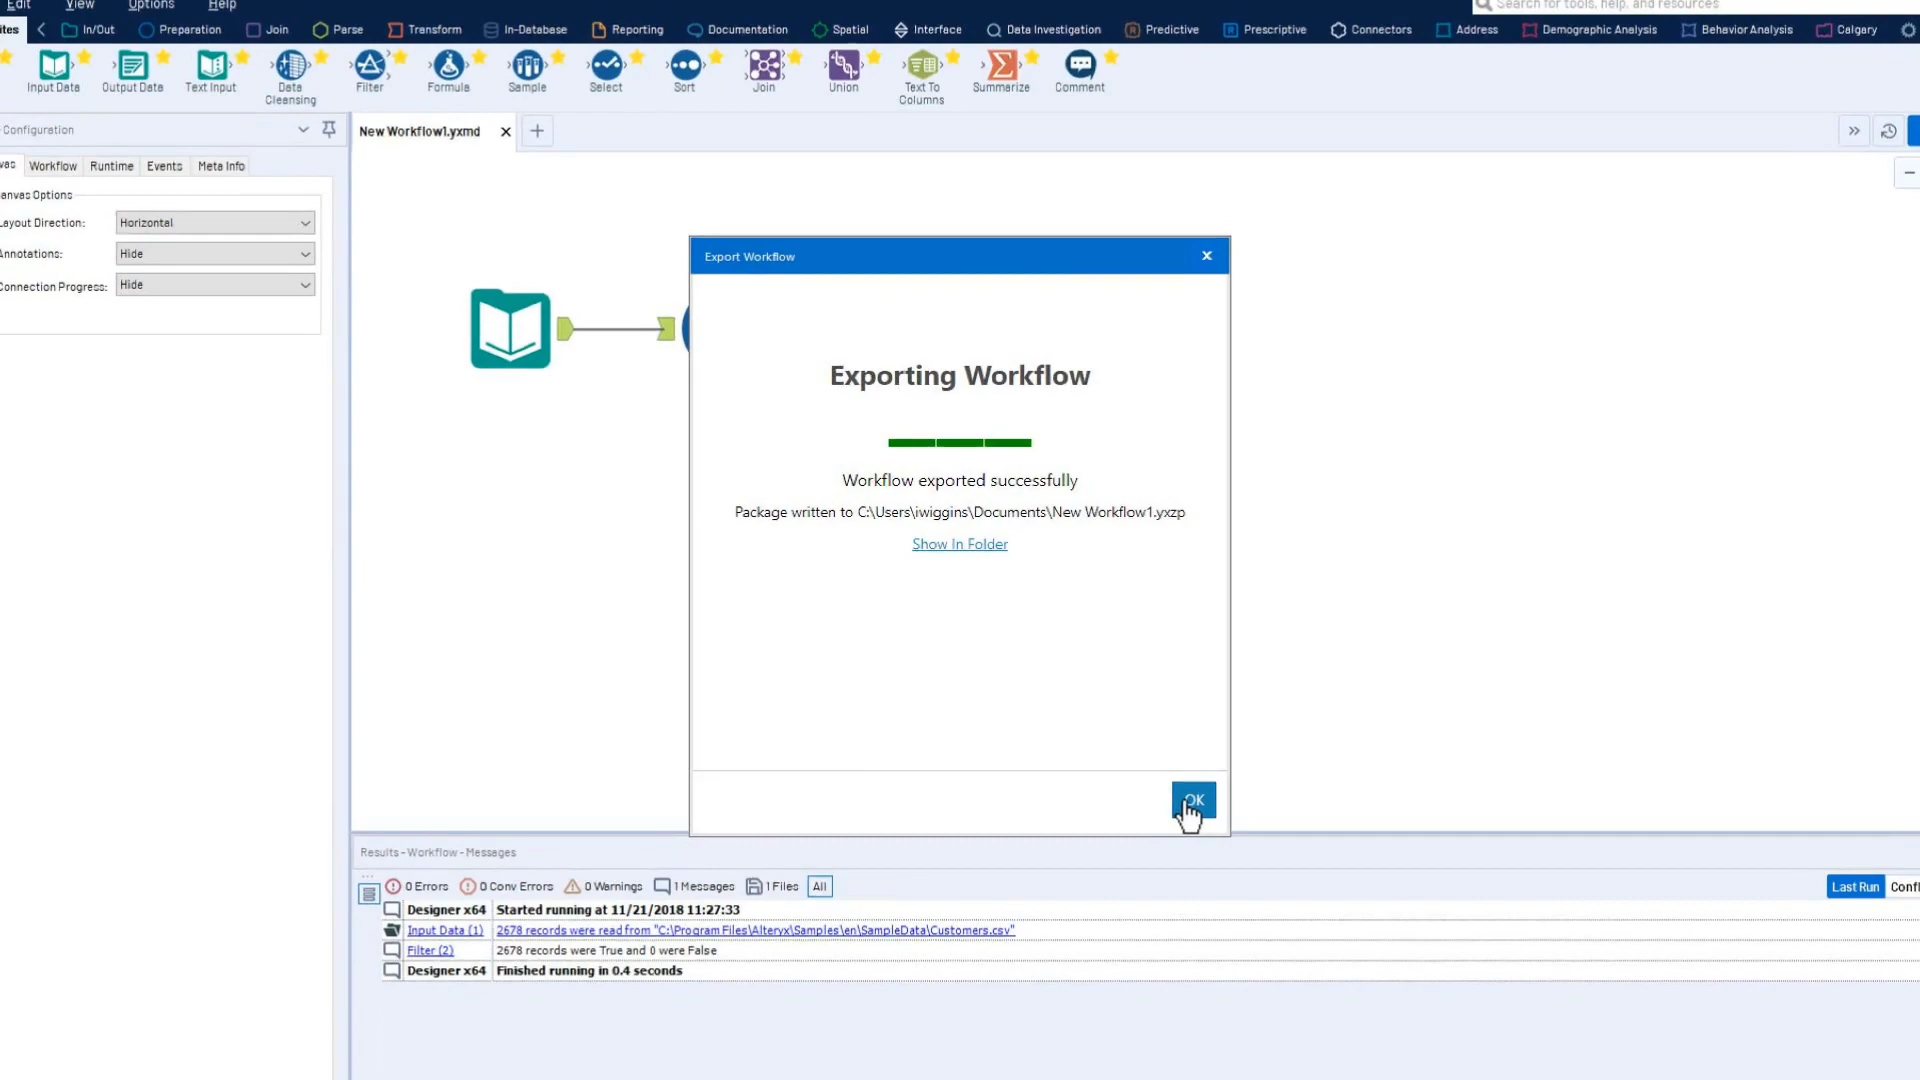 Edit View Options Help Search for tools, help, and resources
ites In/Out Preparation Join Parse Transform In-Database Reporting Documentation Spatial Interface Data Investigation Predictive Prescriptive Connectors Address Demographic Analysis Behavior Analysis Calgary
Input Data Output Data Text Input Data Cleansing Filter Formula Sample Select Sort Join Union Text To Columns Summarize Comment
Configuration
vas Workflow Runtime Events Meta Info
anvas Options
Layout Direction: Horizontal
Annotations: Hide
Connection Progress: Hide
New Workflow1.yxmd
Export Workflow
Exporting Workflow
Workflow exported successfully
Package written to C:\Users\iwiggins\Documents\New Workflow1.yxzp
Show In Folder
OK
Results - Workflow - Messages
0 Errors 0 Conv Errors 0 Warnings 1 Messages 1 Files All Last Run Confi
Designer x64 Started running at 11/21/2018 11:27:33
Input Data (1) 2678 records were read from "C:\Program Files\Alteryx\Samples\en\SampleData\Customers.csv"
Filter (2) 2678 records were True and 0 were False
Designer x64 Finished running in 0.4 seconds